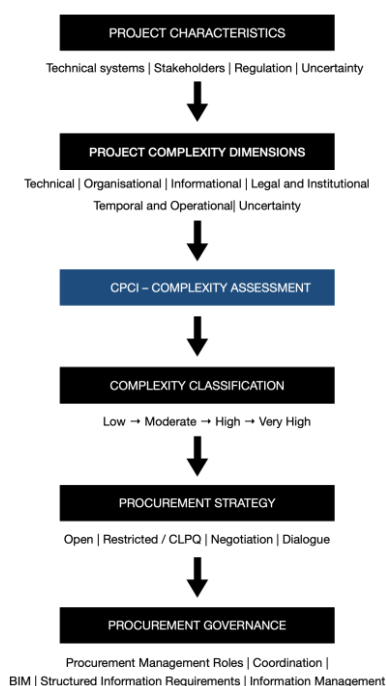 PROJECT CHARACTERISTICS
Technical systems | Stakeholders | Regulation | Uncertainty
PROJECT COMPLEXITY DIMENSIONS
Technical | Organisational | Informational | Legal and Institutional
Temporal and Operational| Uncertainty
CPCI – COMPLEXITY ASSESSMENT
COMPLEXITY CLASSIFICATION
Low → Moderate → High → Very High
PROCUREMENT STRATEGY
Open | Restricted / CLPQ | Negotiation | Dialogue
PROCUREMENT GOVERNANCE
Procurement Management Roles | Coordination |
BIM | Structured Information Requirements | Information Management